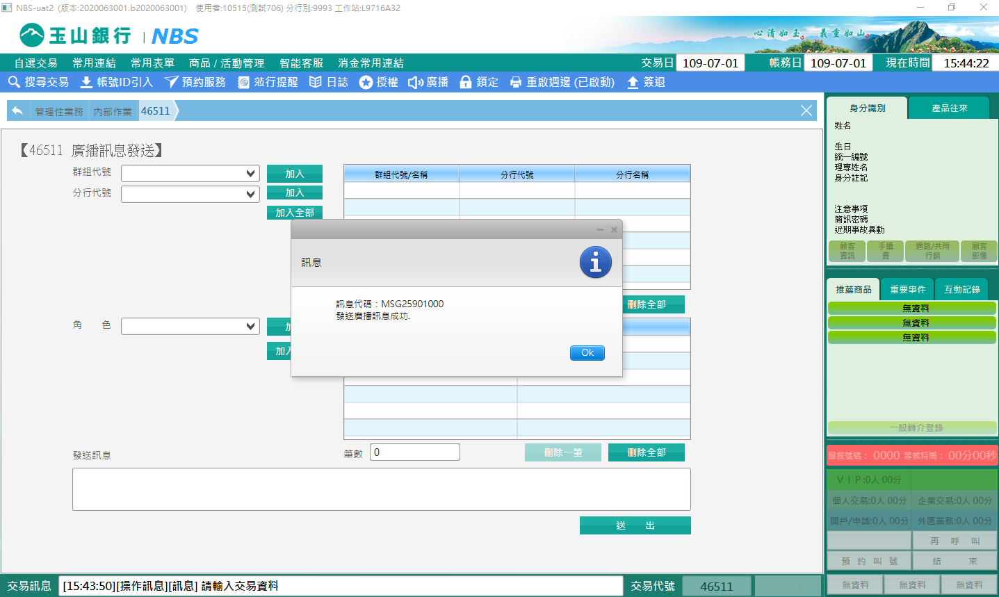 NBS-uat2 (版本:2020063001.b2020063001) 使用者:10515(測試706) 分行別:9993 工作站:L9716A32
玉山銀行 NBS
心清如玉。義重如山。
自選交易 常用連結 常用表單 商品 / 活動管理 智能客服 消金常用連結 交易日 109-07-01 帳務日 109-07-01 現在時間 15:44:22
搜尋交易 帳號ID引入 預約服務 蒞行提醒 日誌 授權 廣播 鎖定 重啟週邊 (已啟動) 簽退
管理性業務 內部作業 46511
【46511 廣播訊息發送】
群組代號 加入
分行代號 加入
加入全部
群組代號/名稱 分行代號 分行名稱
訊息
訊息代碼：MSG25901000
發送廣播訊息成功.
Ok
刪除全部
角 色
筆數 0 刪除一筆 刪除全部
發送訊息
送 出
身分識別 產品往來
姓名
生日
統一編號
理專姓名
身分註記
注意事項
簡訊密碼
近期事故異動
顧客資訊 手續費 通路/共同行銷 顧客影像
推薦商品 重要事件 互動記錄
無資料
無資料
無資料
一般轉介登錄
服務號碼： 0000 等候時間： 00分00秒
ＶＩＰ:0人 00分
個人交易:0人 00分 企業交易:0人 00分
開戶/申請:0人 00分 外匯業務:0人 00分
再 呼 叫
預 約 叫 號 結 束
無資料 無資料 無資料
交易訊息 [15:43:50][操作訊息][訊息] 請輸入交易資料 交易代號 46511